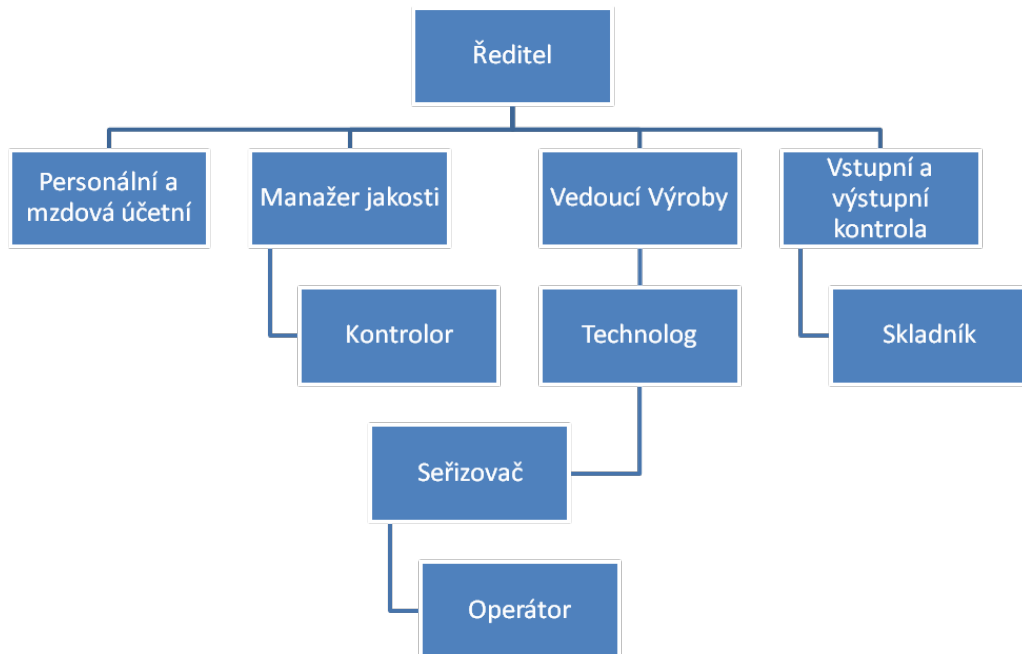 Ředitel
Personální a
mzdová účetní
Manažer jakosti
Vedoucí Výroby
Vstupní a
výstupní
kontrola
Kontrolor
Technolog
Skladník
Seřizovač
Operátor